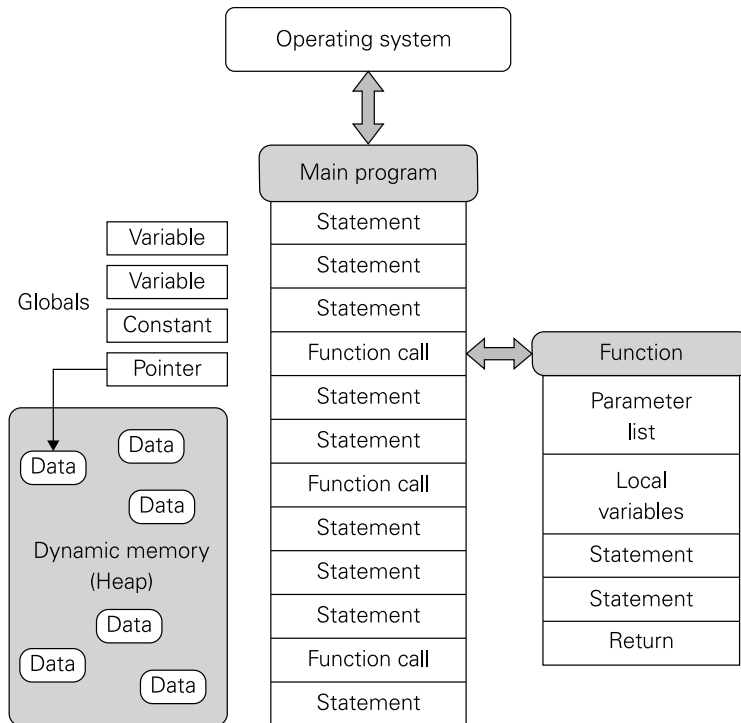 Operating system
Main program
Statement
Statement
Statement
Function call
Statement
Statement
Function call
Statement
Statement
Statement
Function call
Statement
Globals
Variable
Variable
Constant
Pointer
Data
Data
Data
Dynamic memory
(Heap)
Data
Data
Data
Function
Parameter
list
Local
variables
Statement
Statement
Return